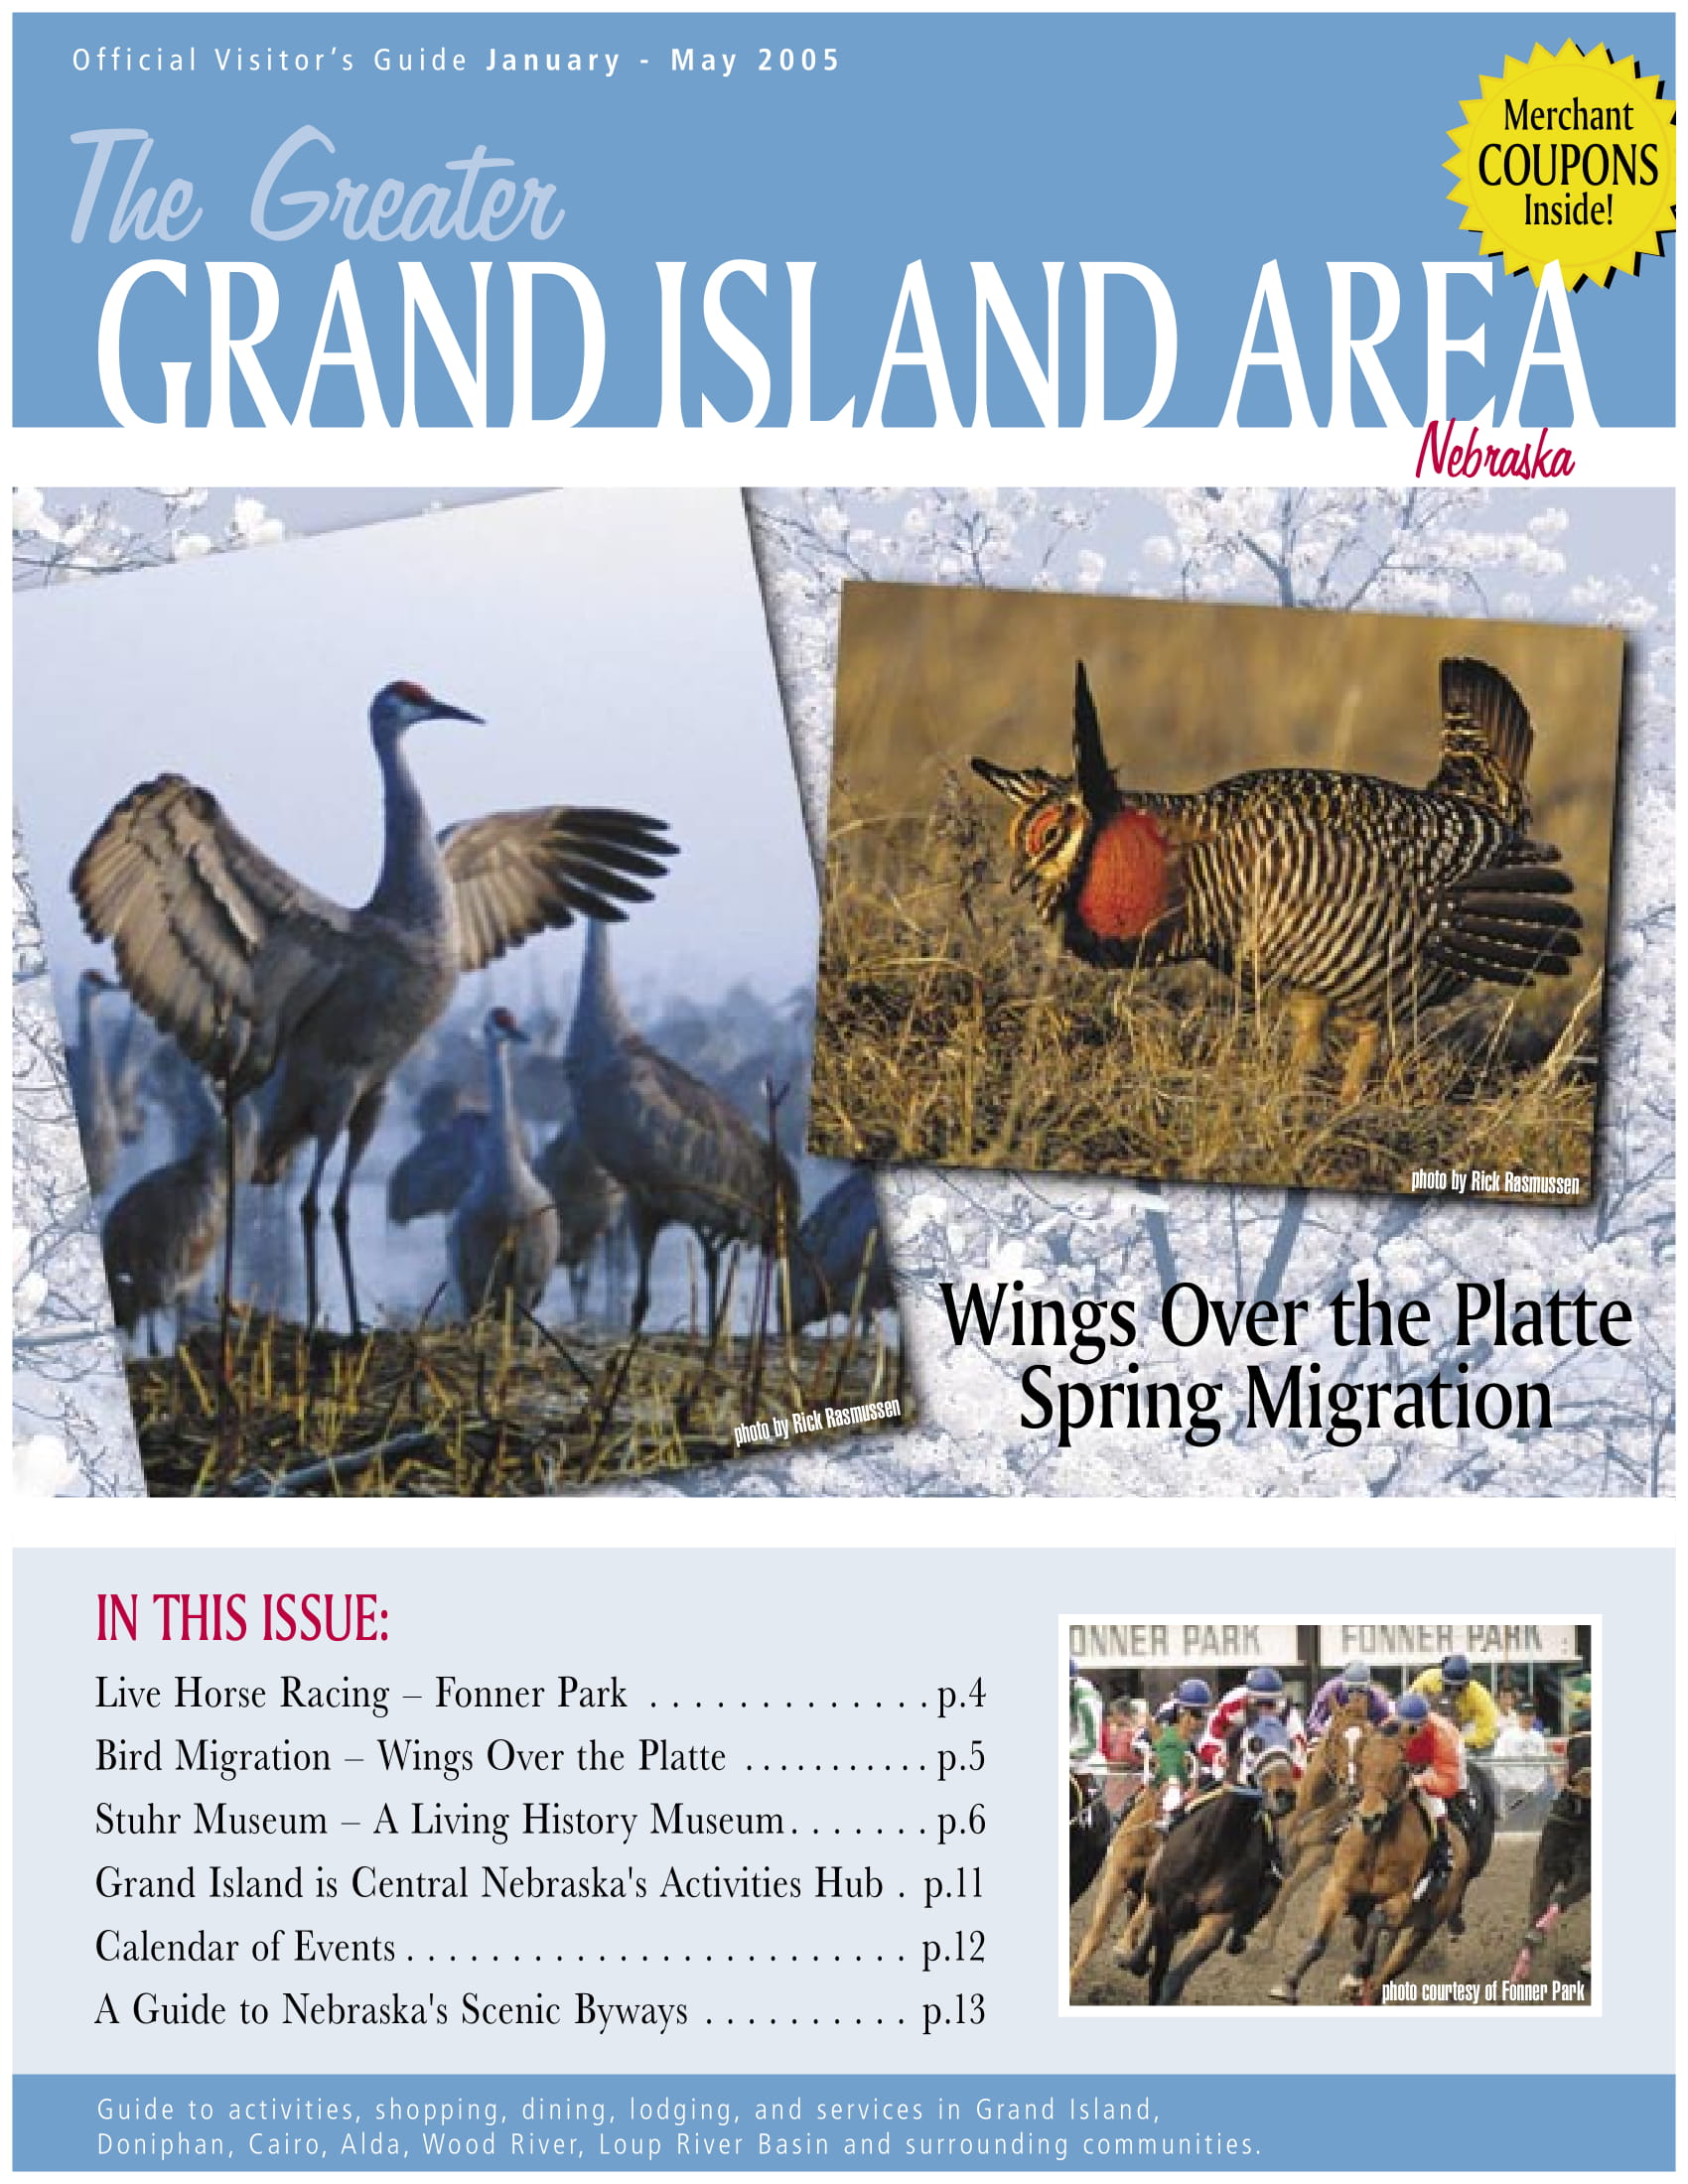 Official Visitor's Guide January - May 2005
Merchant
COUPONS
Inside!
The Greater
GRAND ISLAND AREA
Nebraska
photo by Rick Rasmussen
photo by Rick Rasmussen
Wings Over the Platte
Spring Migration
IN THIS ISSUE:
Live Horse Racing – Fonner Park . . . . . . . . . . . . . p.4
Bird Migration – Wings Over the Platte . . . . . . . . . . . p.5
Stuhr Museum – A Living History Museum. . . . . . . p.6
Grand Island is Central Nebraska's Activities Hub . p.11
Calendar of Events . . . . . . . . . . . . . . . . . . . . . . . . p.12
A Guide to Nebraska's Scenic Byways . . . . . . . . . . p.13
ONNER PARK FONNER PARK
photo courtesy of Fonner Park
Guide to activities, shopping, dining, lodging, and services in Grand Island,
Doniphan, Cairo, Alda, Wood River, Loup River Basin and surrounding communities.